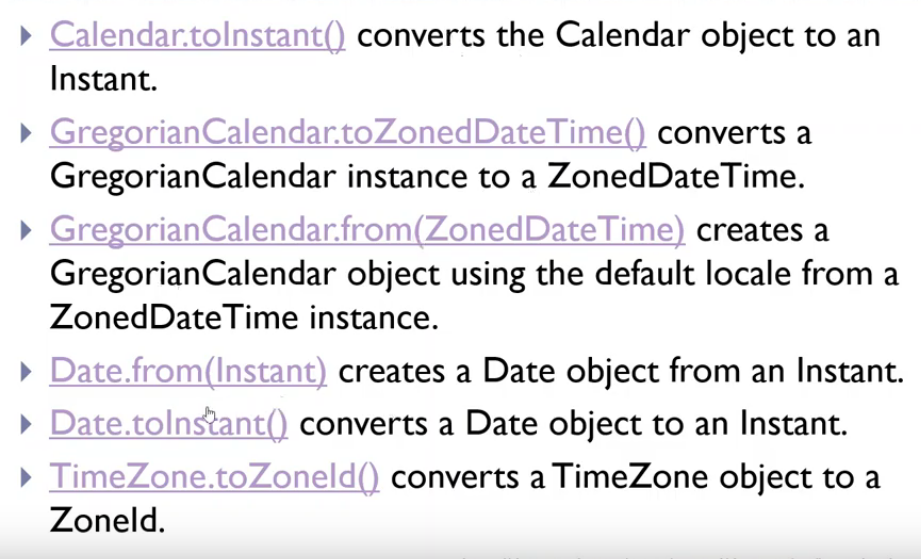 Calendar.toInstant() converts the Calendar object to an
Instant.
GregorianCalendar.toZonedDateTime() converts a
GregorianCalendar instance to a ZonedDateTime.
GregorianCalendar.from(ZonedDateTime) creates a
GregorianCalendar object using the default locale from a
ZonedDateTime instance.
Date.from(Instant) creates a Date object from an Instant.
Date.toInstant() converts a Date object to an Instant.
TimeZone.toZoneId() converts a TimeZone object to a
ZoneId.